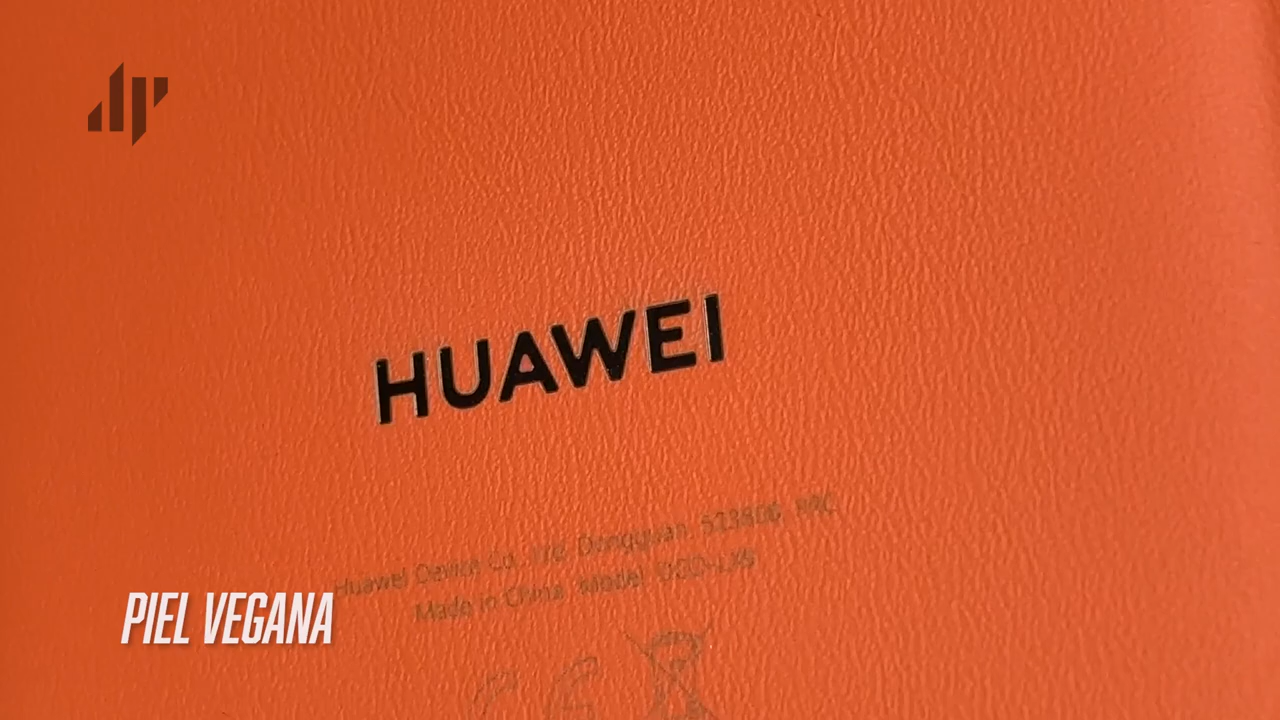 HUAWEI
Huawei Device Co., Ltd. Dongguan, 523808, PRC
Made in China Model:
PIEL VEGANA